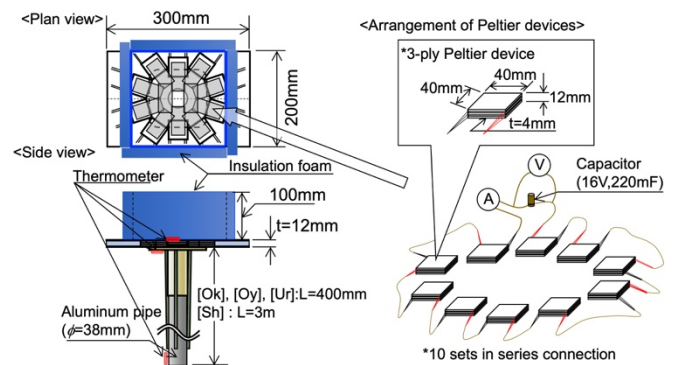 <Plan view>
300mm
200mm
<Side view>
Insulation foam
Thermometer
100mm
t=12mm
Aluminum pipe
(ϕ=38mm)
[Ok], [Oy], [Ur]:L=400mm
[Sh] : L=3m
<Arrangement of Peltier devices>
*3-ply Peltier device
40mm
40mm
12mm
t=4mm
V
A
Capacitor
(16V,220mF)
*10 sets in series connection